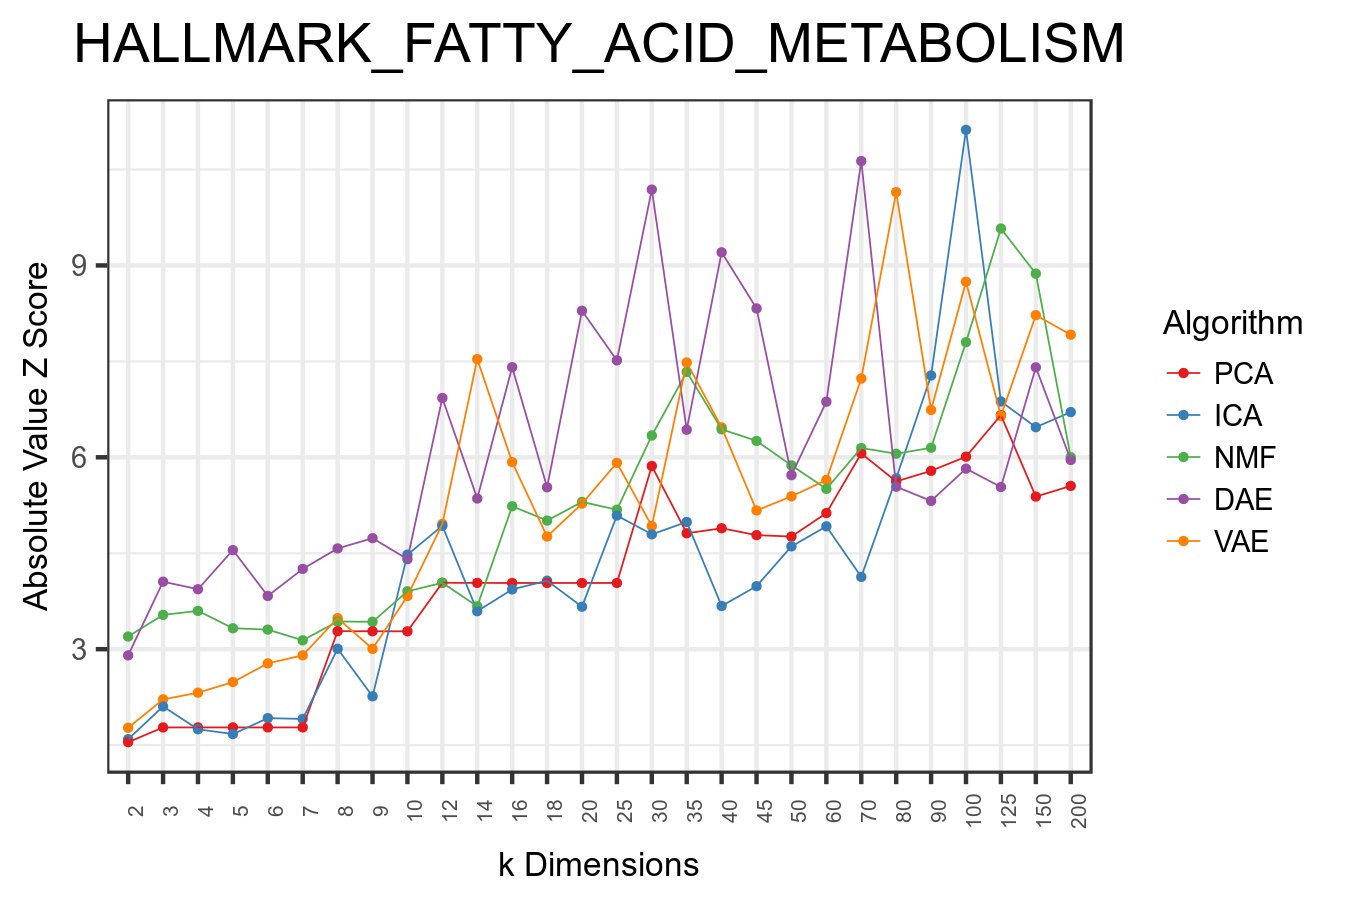 HALLMARK_FATTY_ACID_METABOLISM
Absolute Value Z Score
9
6
3
2 3 4 5 6 7 8 9 10 12 14 16 18 20 25 30 35 40 45 50 60 70 80 90 100 125 150 200
k Dimensions
Algorithm
PCA
ICA
NMF
DAE
VAE